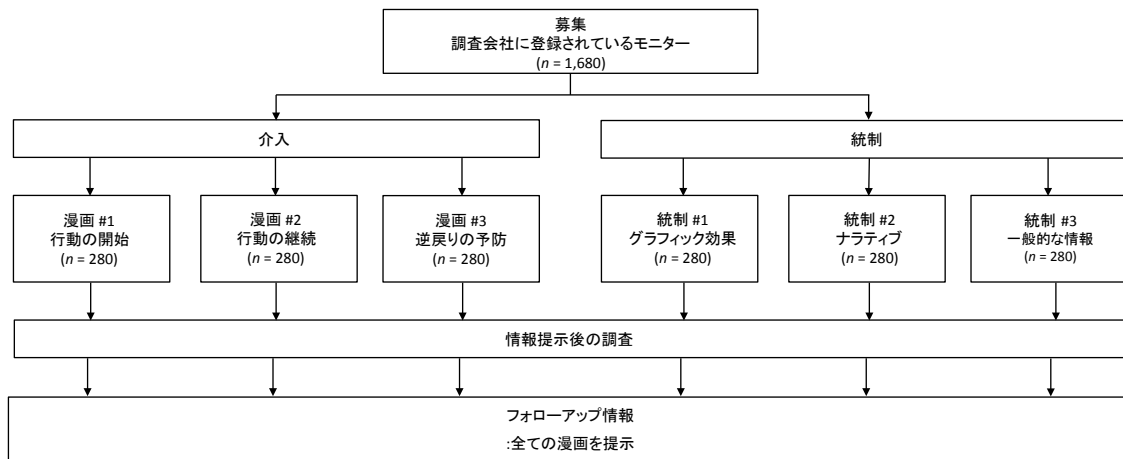 募集
調査会社に登録されているモニター
(n = 1,680)
介入
統制
漫画 #1
行動の開始
(n = 280)
漫画 #2
行動の継続
(n = 280)
漫画 #3
逆戻りの予防
(n = 280)
統制 #1
グラフィック効果
(n = 280)
統制 #2
ナラティブ
(n = 280)
統制 #3
一般的な情報
(n = 280)
情報提示後の調査
フォローアップ情報
:全ての漫画を提示